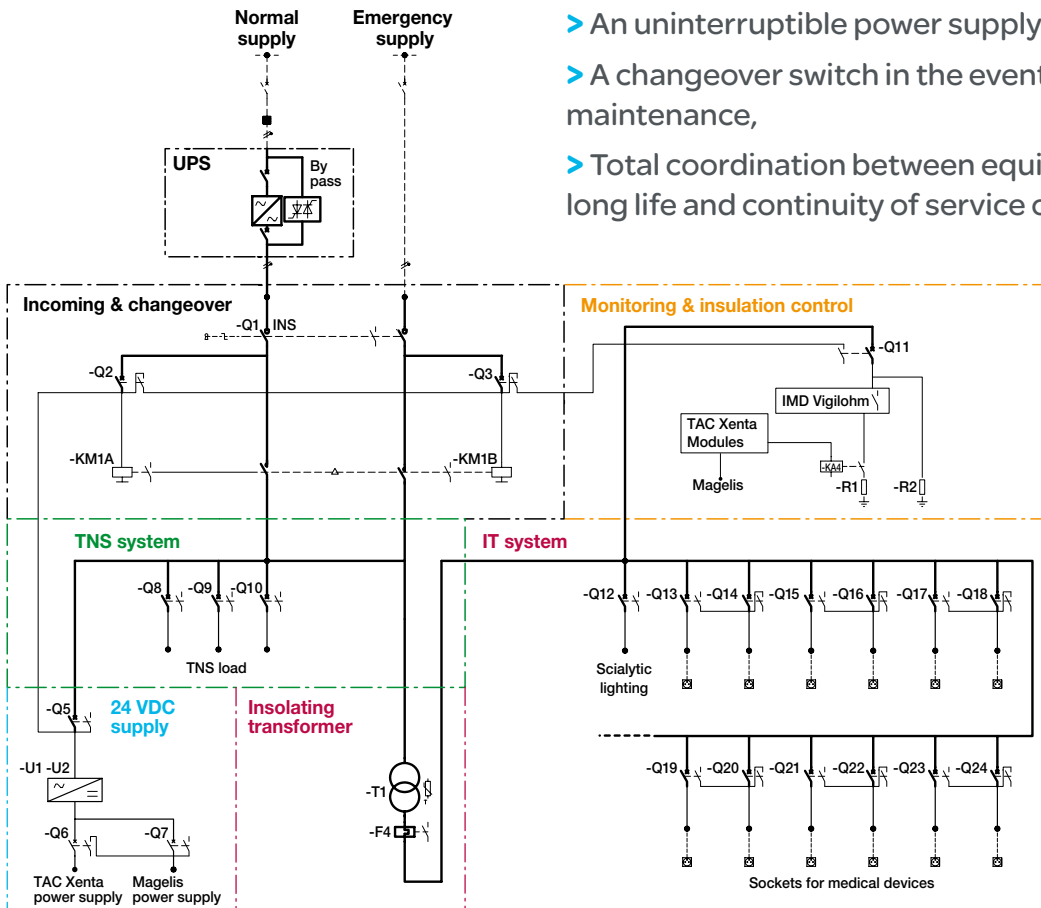 Normal
supply
Emergency
supply
> An uninterruptible power supply
> A changeover switch in the event
maintenance,
> Total coordination between equi
long life and continuity of service o
UPS
By
pass
Incoming & changeover
-Q1
INS
-Q2
-Q3
-KM1A
-KM1B
Monitoring & insulation control
-Q11
IMD Vigilohm
TAC Xenta
Modules
-KA4
Magelis
-R1
-R2
TNS system
-Q8
-Q9
-Q10
TNS load
IT system
-Q12
-Q13
-Q14
-Q15
-Q16
-Q17
-Q18
Scialytic
lighting
24 VDC
supply
-Q5
-U1 -U2
-Q6
-Q7
TAC Xenta
power supply
Magelis
power supply
Insolating
transformer
-T1
-F4
-Q19
-Q20
-Q21
-Q22
-Q23
-Q24
Sockets for medical devices